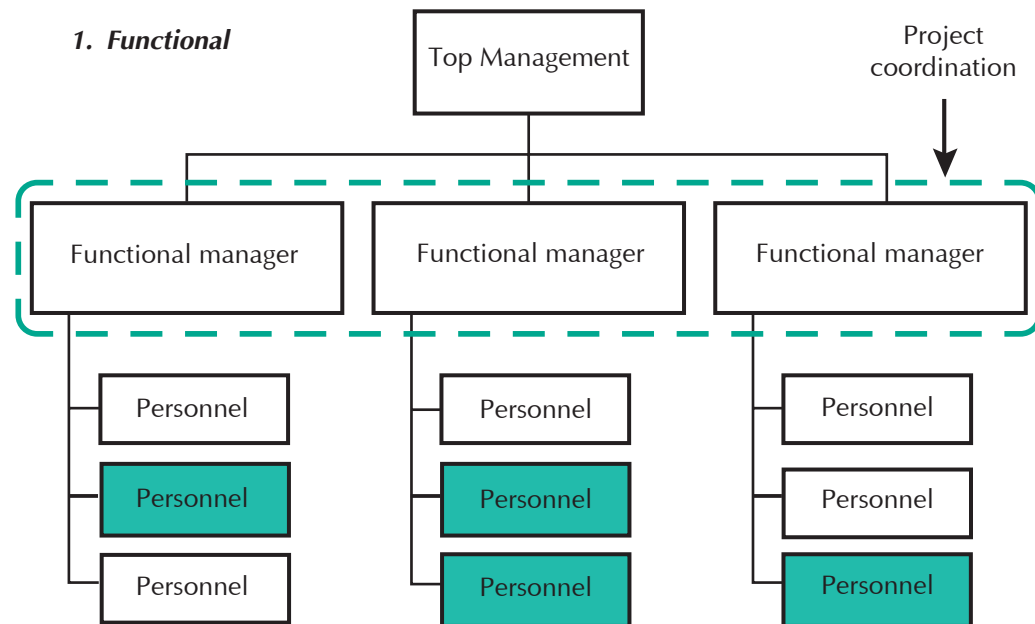 1. Functional
Top Management
Project
coordination
Functional manager
Functional manager
Functional manager
Personnel
Personnel
Personnel
Personnel
Personnel
Personnel
Personnel
Personnel
Personnel